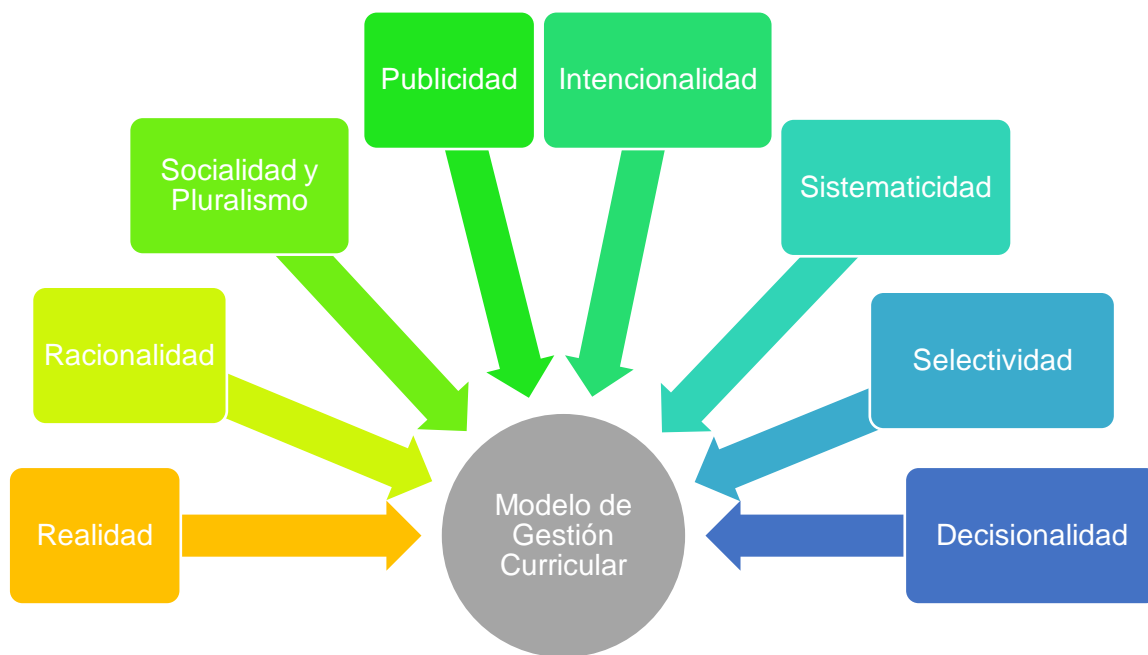 Publicidad
Intencionalidad
Socialidad y
Pluralismo
Sistematicidad
Racionalidad
Selectividad
Realidad
Modelo de
Gestión
Curricular
Decisionalidad